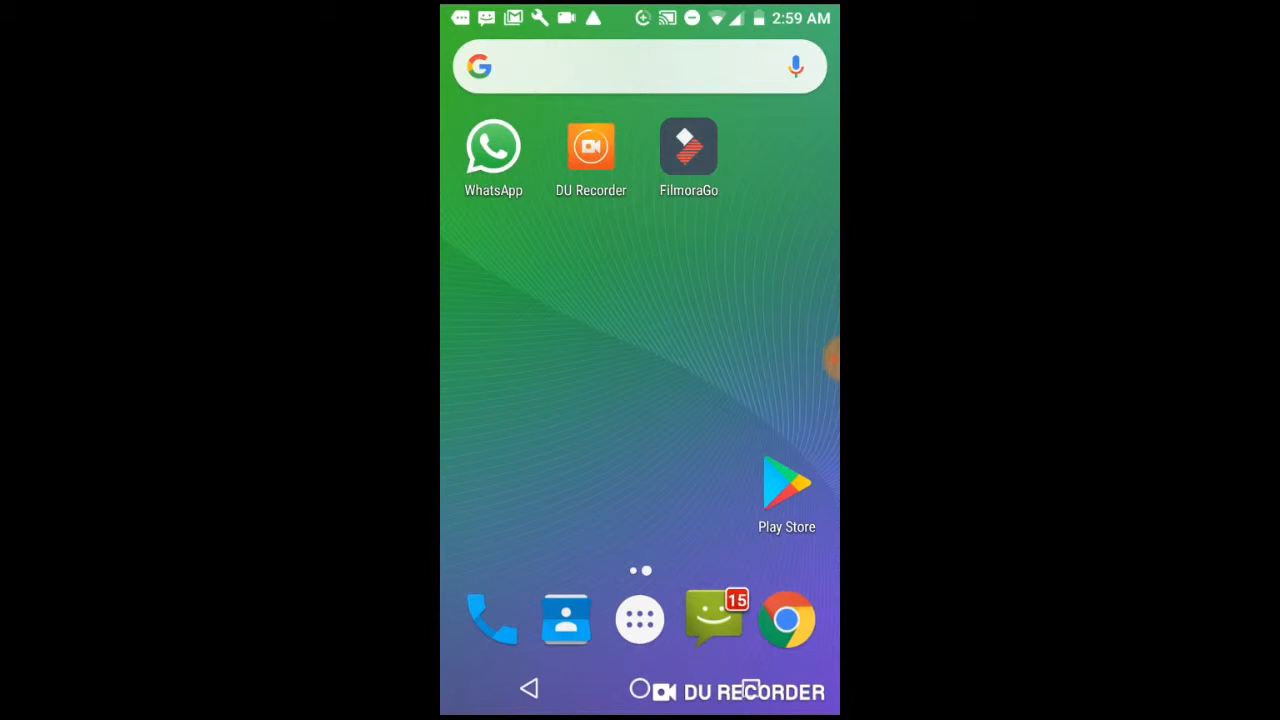 2:59 AM
G
WhatsApp
DU Recorder
FilmoraGo
Play Store
15
DU RECORDER